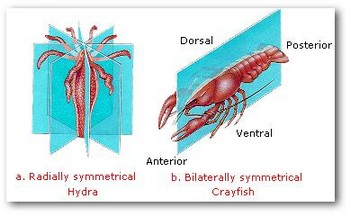 Dorsal
Posterior
Ventral
Anterior
a. Radially symmetrical
Hydra
b. Bilaterally symmetrical
Crayfish